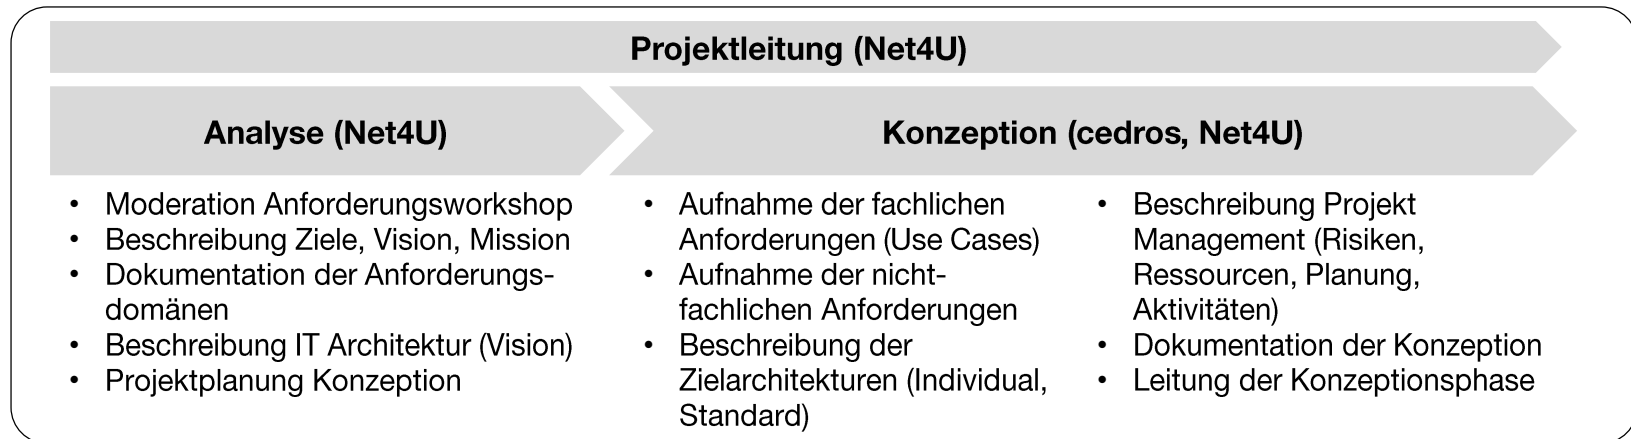 Projektleitung (Net4U)
Analyse (Net4U)
Konzeption (cedros, Net4U)
• Moderation Anforderungsworkshop
• Beschreibung Ziele, Vision, Mission
• Dokumentation der Anforderungs-
domänen
• Beschreibung IT Architektur (Vision)
• Projektplanung Konzeption
• Aufnahme der fachlichen
Anforderungen (Use Cases)
• Aufnahme der nicht-
fachlichen Anforderungen
• Beschreibung der
Zielarchitekturen (Individual,
Standard)
• Beschreibung Projekt
Management (Risiken,
Ressourcen, Planung,
Aktivitäten)
• Dokumentation der Konzeption
• Leitung der Konzeptionsphase